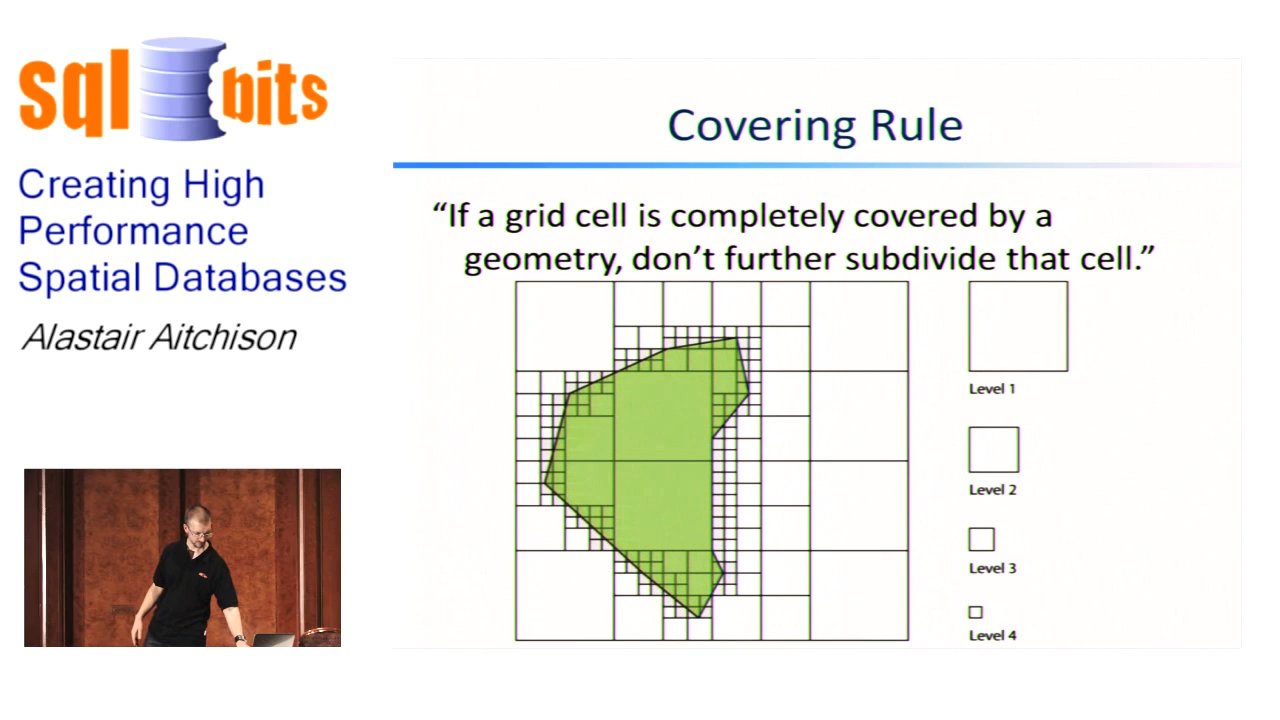 sql bits
Creating High
Performance
Spatial Databases
Alastair Aitchison
Covering Rule
“If a grid cell is completely covered by a
geometry, don’t further subdivide that cell.”
Level 1
Level 2
Level 3
Level 4